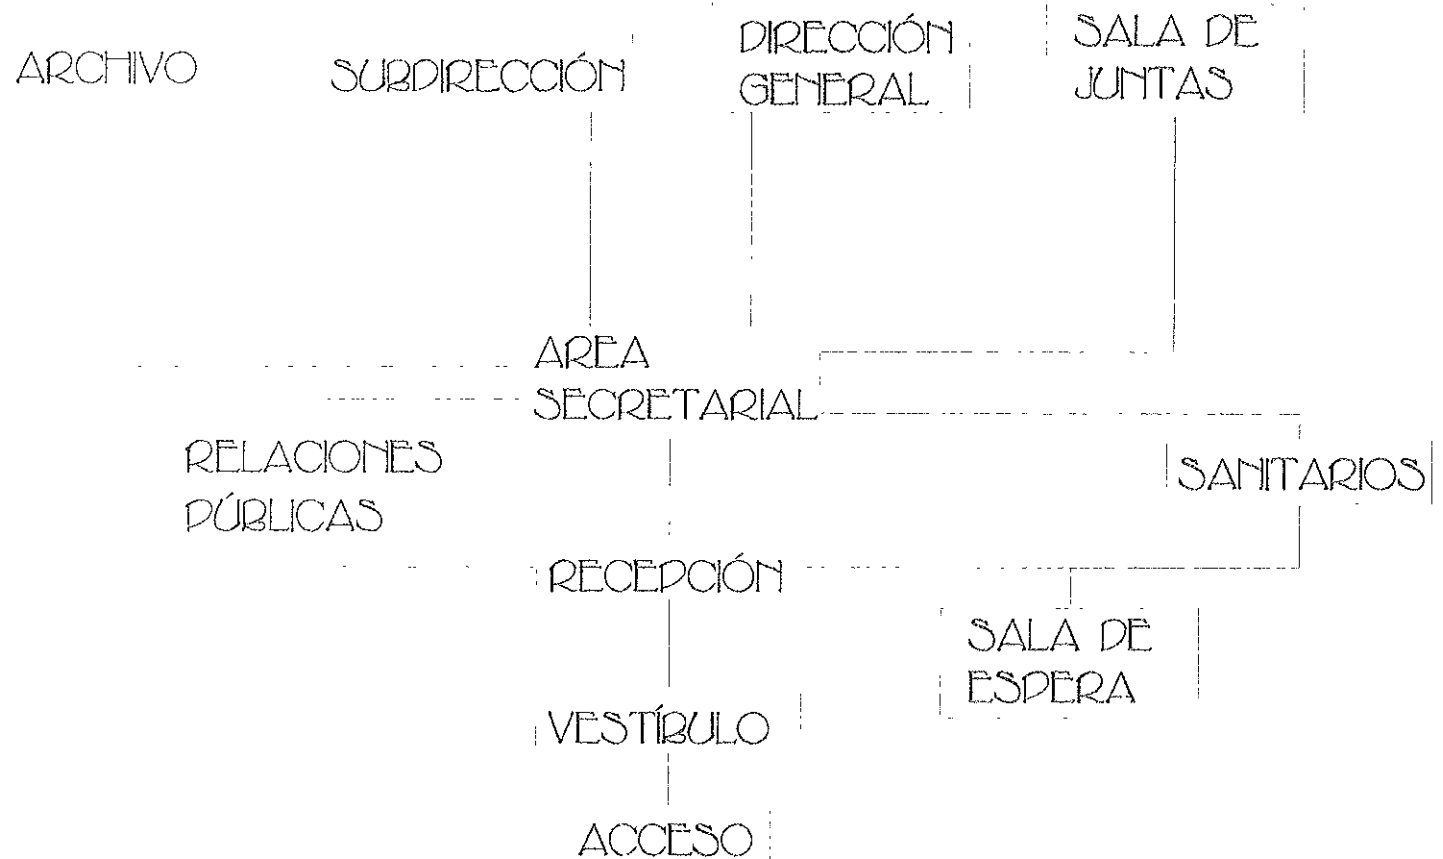 ARCHIVO
SUBDIRECCIÓN
DIRECCIÓN
GENERAL
SALA DE
JUNTAS
AREA
SECRETARIAL
RELACIONES
PÚBLICAS
SANITARIOS
RECEPCIÓN
SALA DE
ESPERA
VESTÍBULO
ACCESO